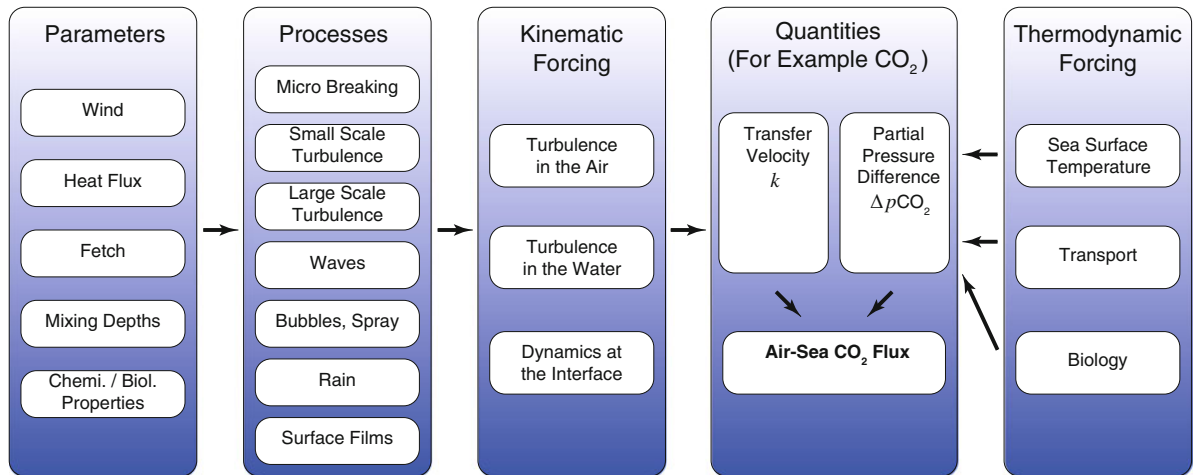 Parameters
Wind
Heat Flux
Fetch
Mixing Depths
Chemi. / Biol.
Properties
Processes
Micro Breaking
Small Scale
Turbulence
Large Scale
Turbulence
Waves
Bubbles, Spray
Rain
Surface Films
Kinematic
Forcing
Turbulence
in the Air
Turbulence
in the Water
Dynamics at
the Interface
Quantities
(For Example CO₂)
Transfer
Velocity
k
Partial
Pressure
Difference
ΔpCO₂
Air-Sea CO₂ Flux
Thermodynamic
Forcing
Sea Surface
Temperature
Transport
Biology